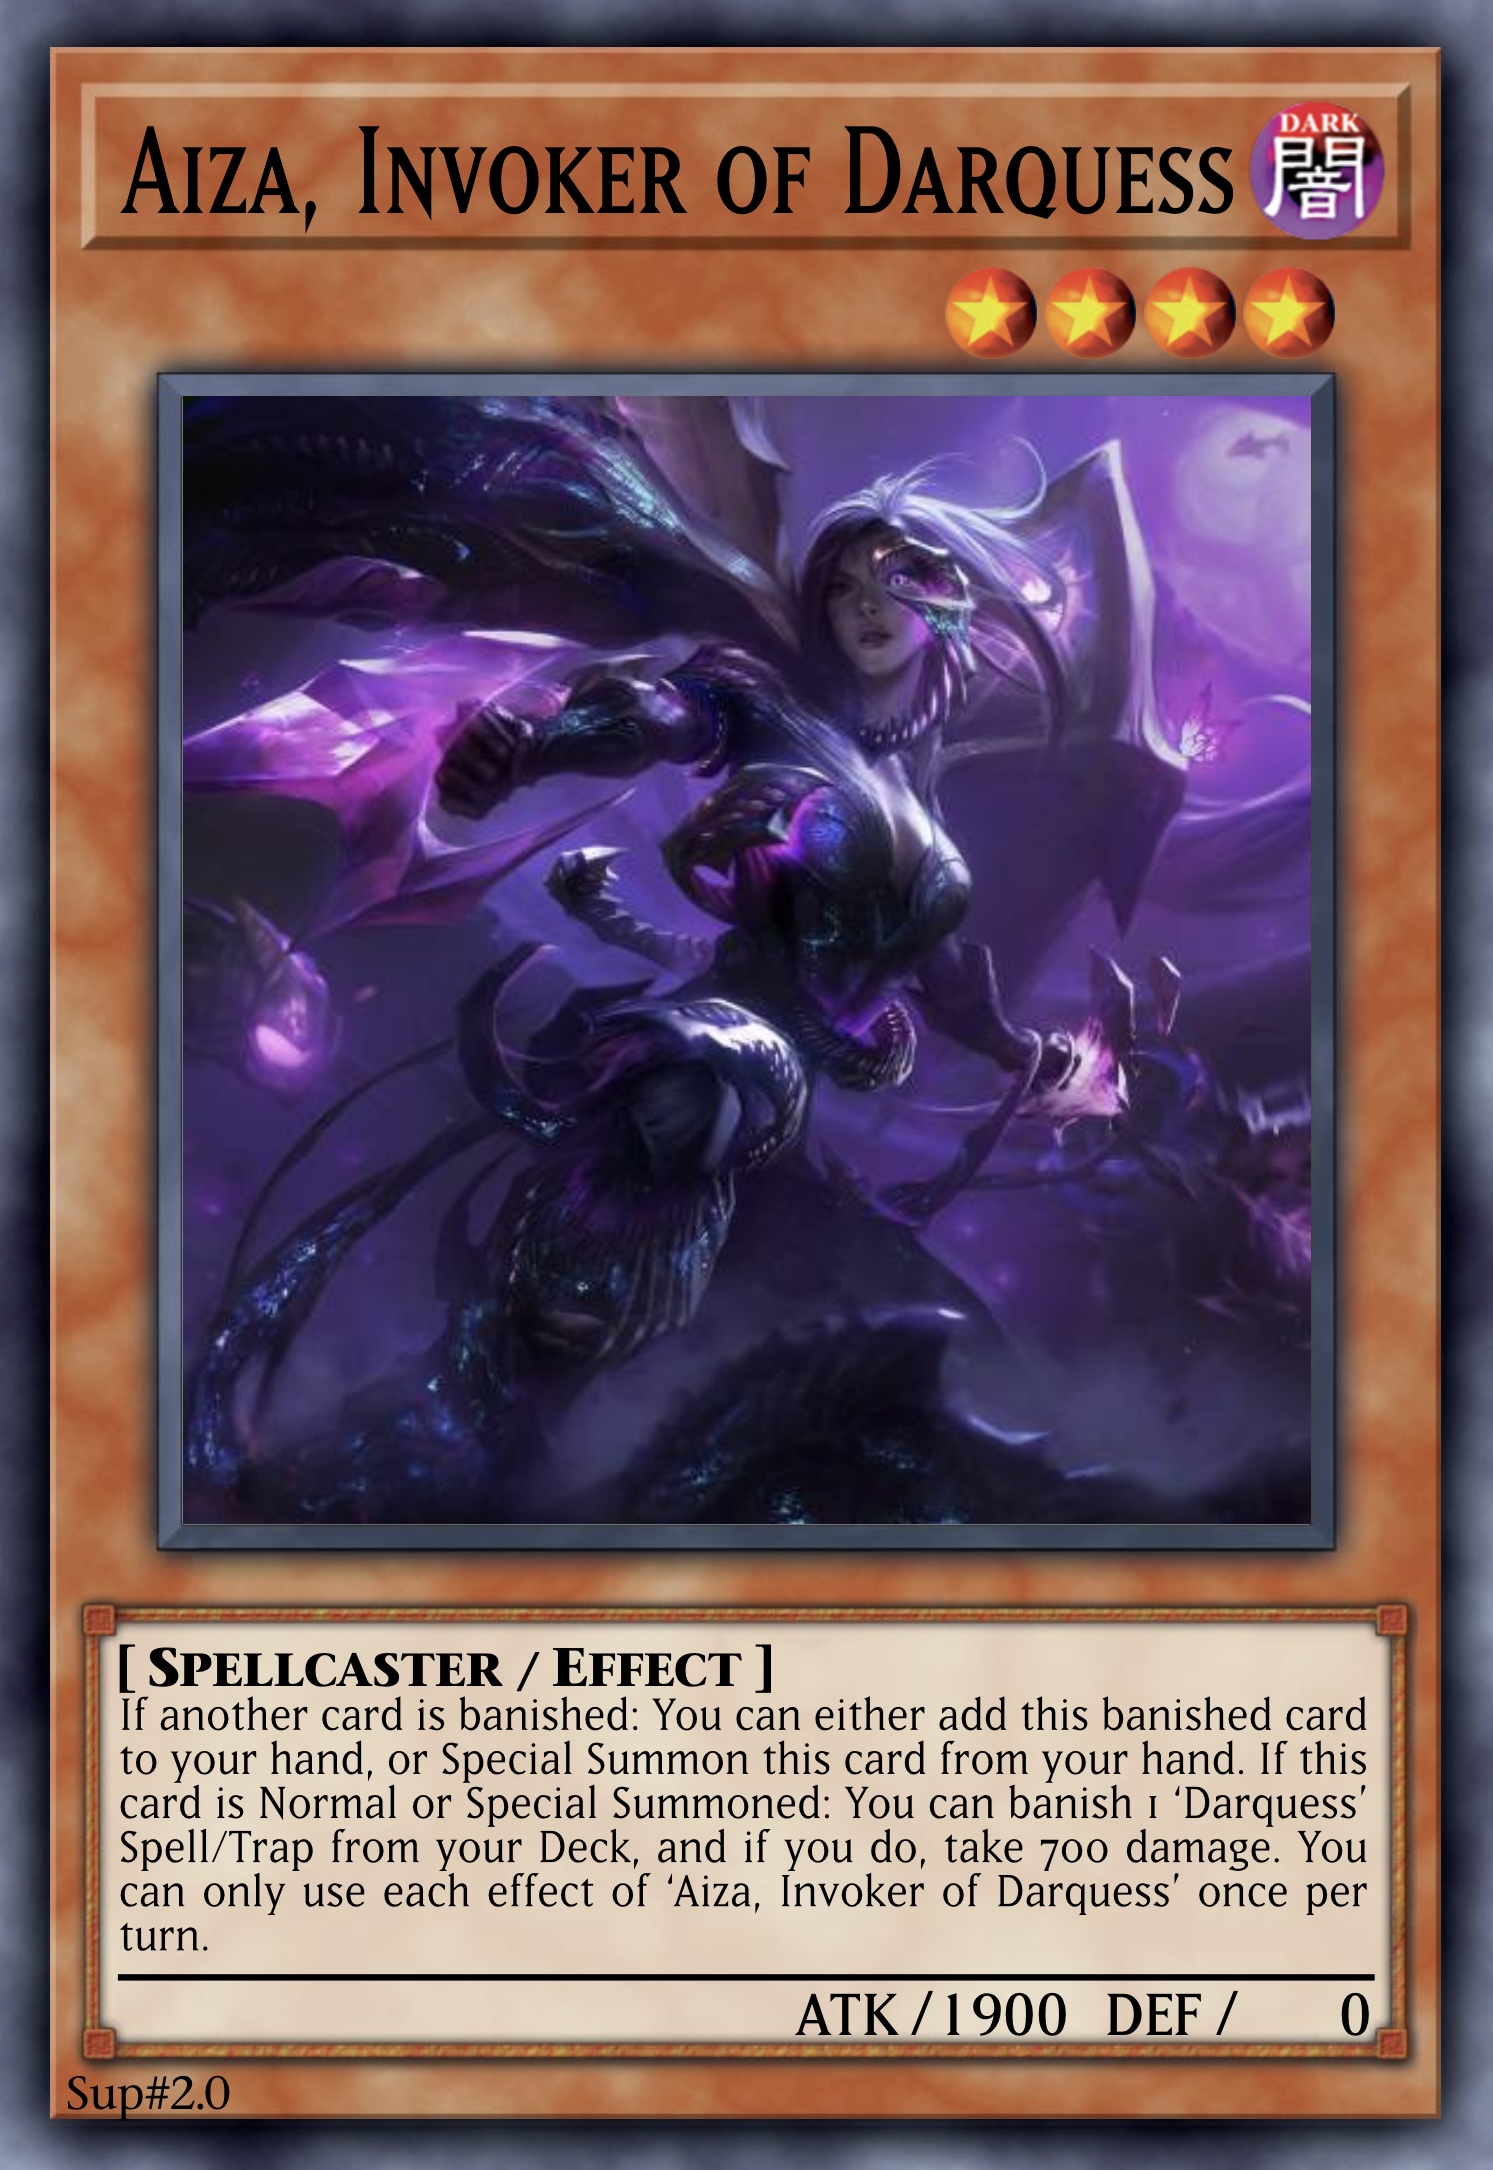 Aiza, Invoker of Darquess
DARK
闇
[ Spellcaster / Effect ]
If another card is banished: You can either add this banished card
to your hand, or Special Summon this card from your hand. If this
card is Normal or Special Summoned: You can banish 1 ‘Darquess’
Spell/Trap from your Deck, and if you do, take 700 damage. You
can only use each effect of ‘Aiza, Invoker of Darquess’ once per
turn.
ATK / 1900 DEF / 0
Sup#2.0